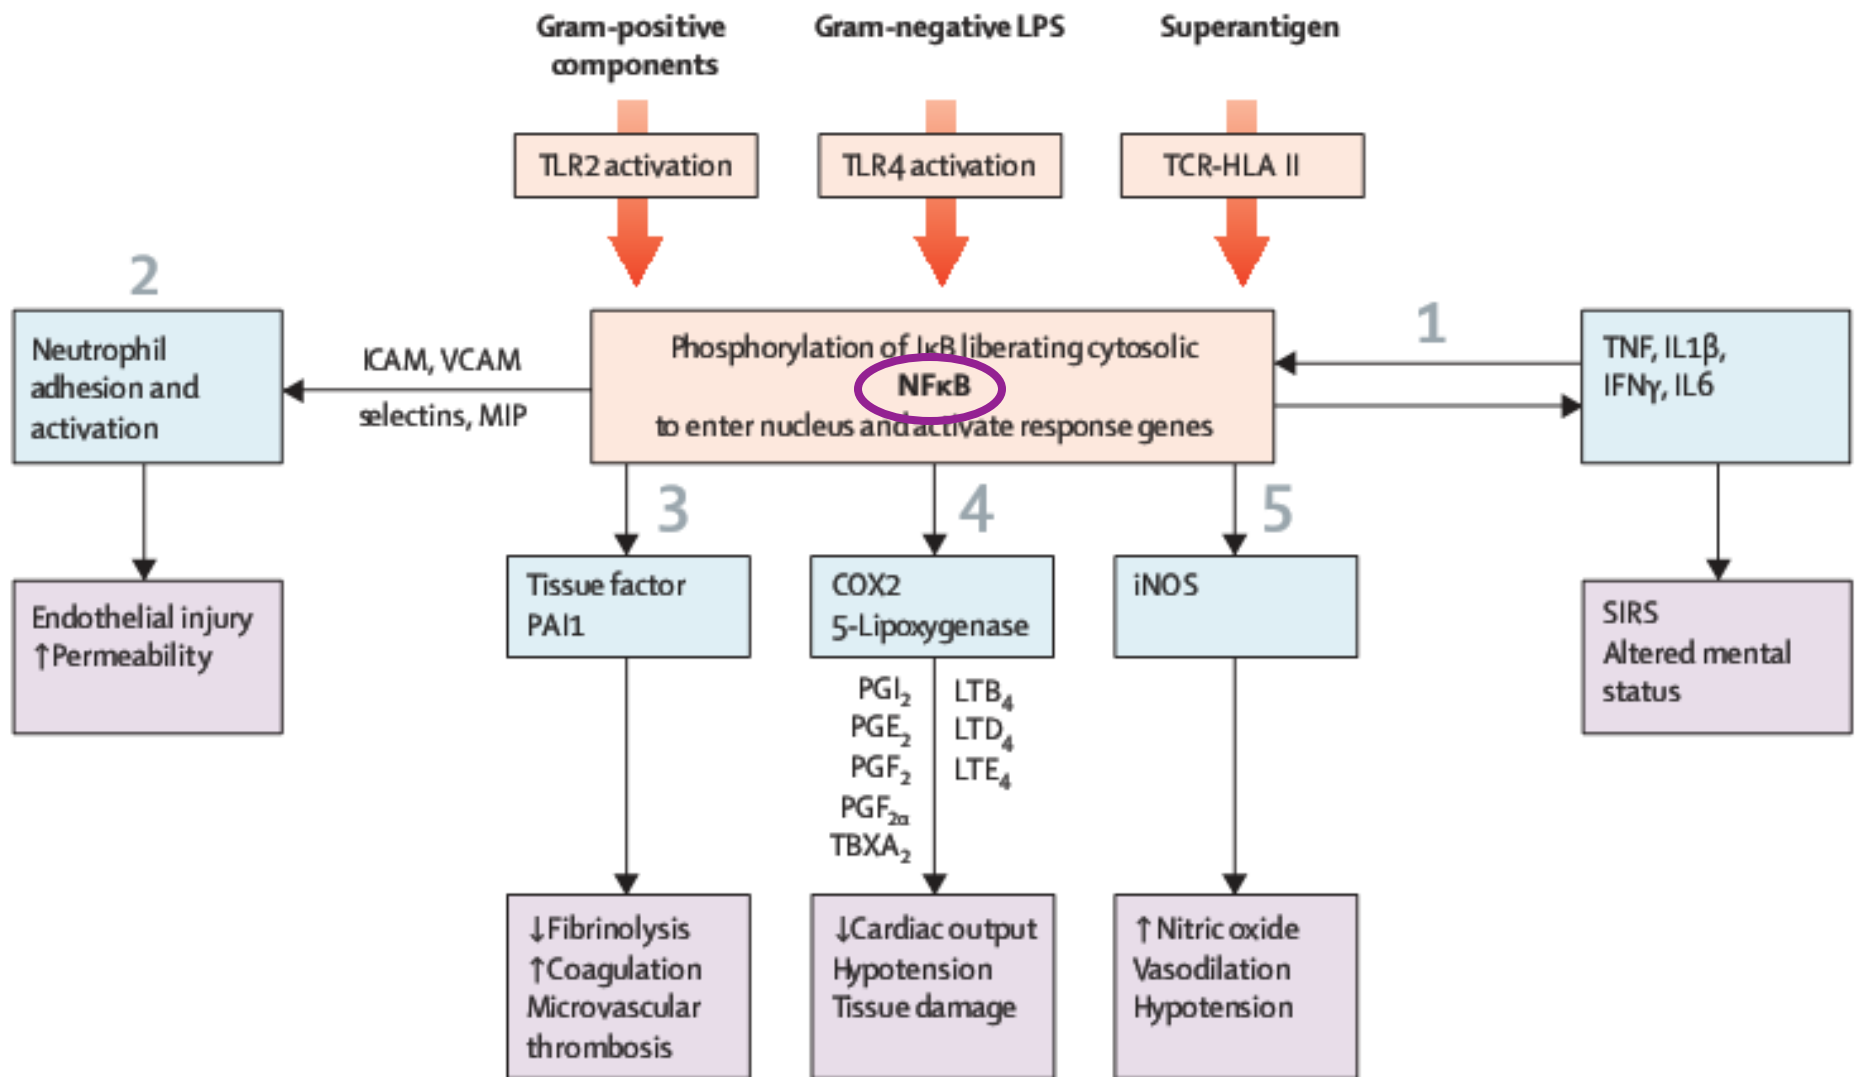 Gram-positive
components
Gram-negative LPS
Superantigen
TLR2 activation
TLR4 activation
TCR-HLA II
2
Neutrophil
adhesion and
activation
ICAM, VCAM
selectins, MIP
Phosphorylation of IκB liberating cytosolic
NFκB
to enter nucleus and activate response genes
1
TNF, IL1β,
IFNγ, IL6
Endothelial injury
↑Permeability
3
Tissue factor
PAI1
4
COX2
5-Lipoxygenase
5
iNOS
SIRS
Altered mental
status
PGI₂
PGE₂
PGF₂
PGF₂α
TBXA₂
LTB₄
LTD₄
LTE₄
↓Fibrinolysis
↑Coagulation
Microvascular
thrombosis
↓Cardiac output
Hypotension
Tissue damage
↑Nitric oxide
Vasodilation
Hypotension